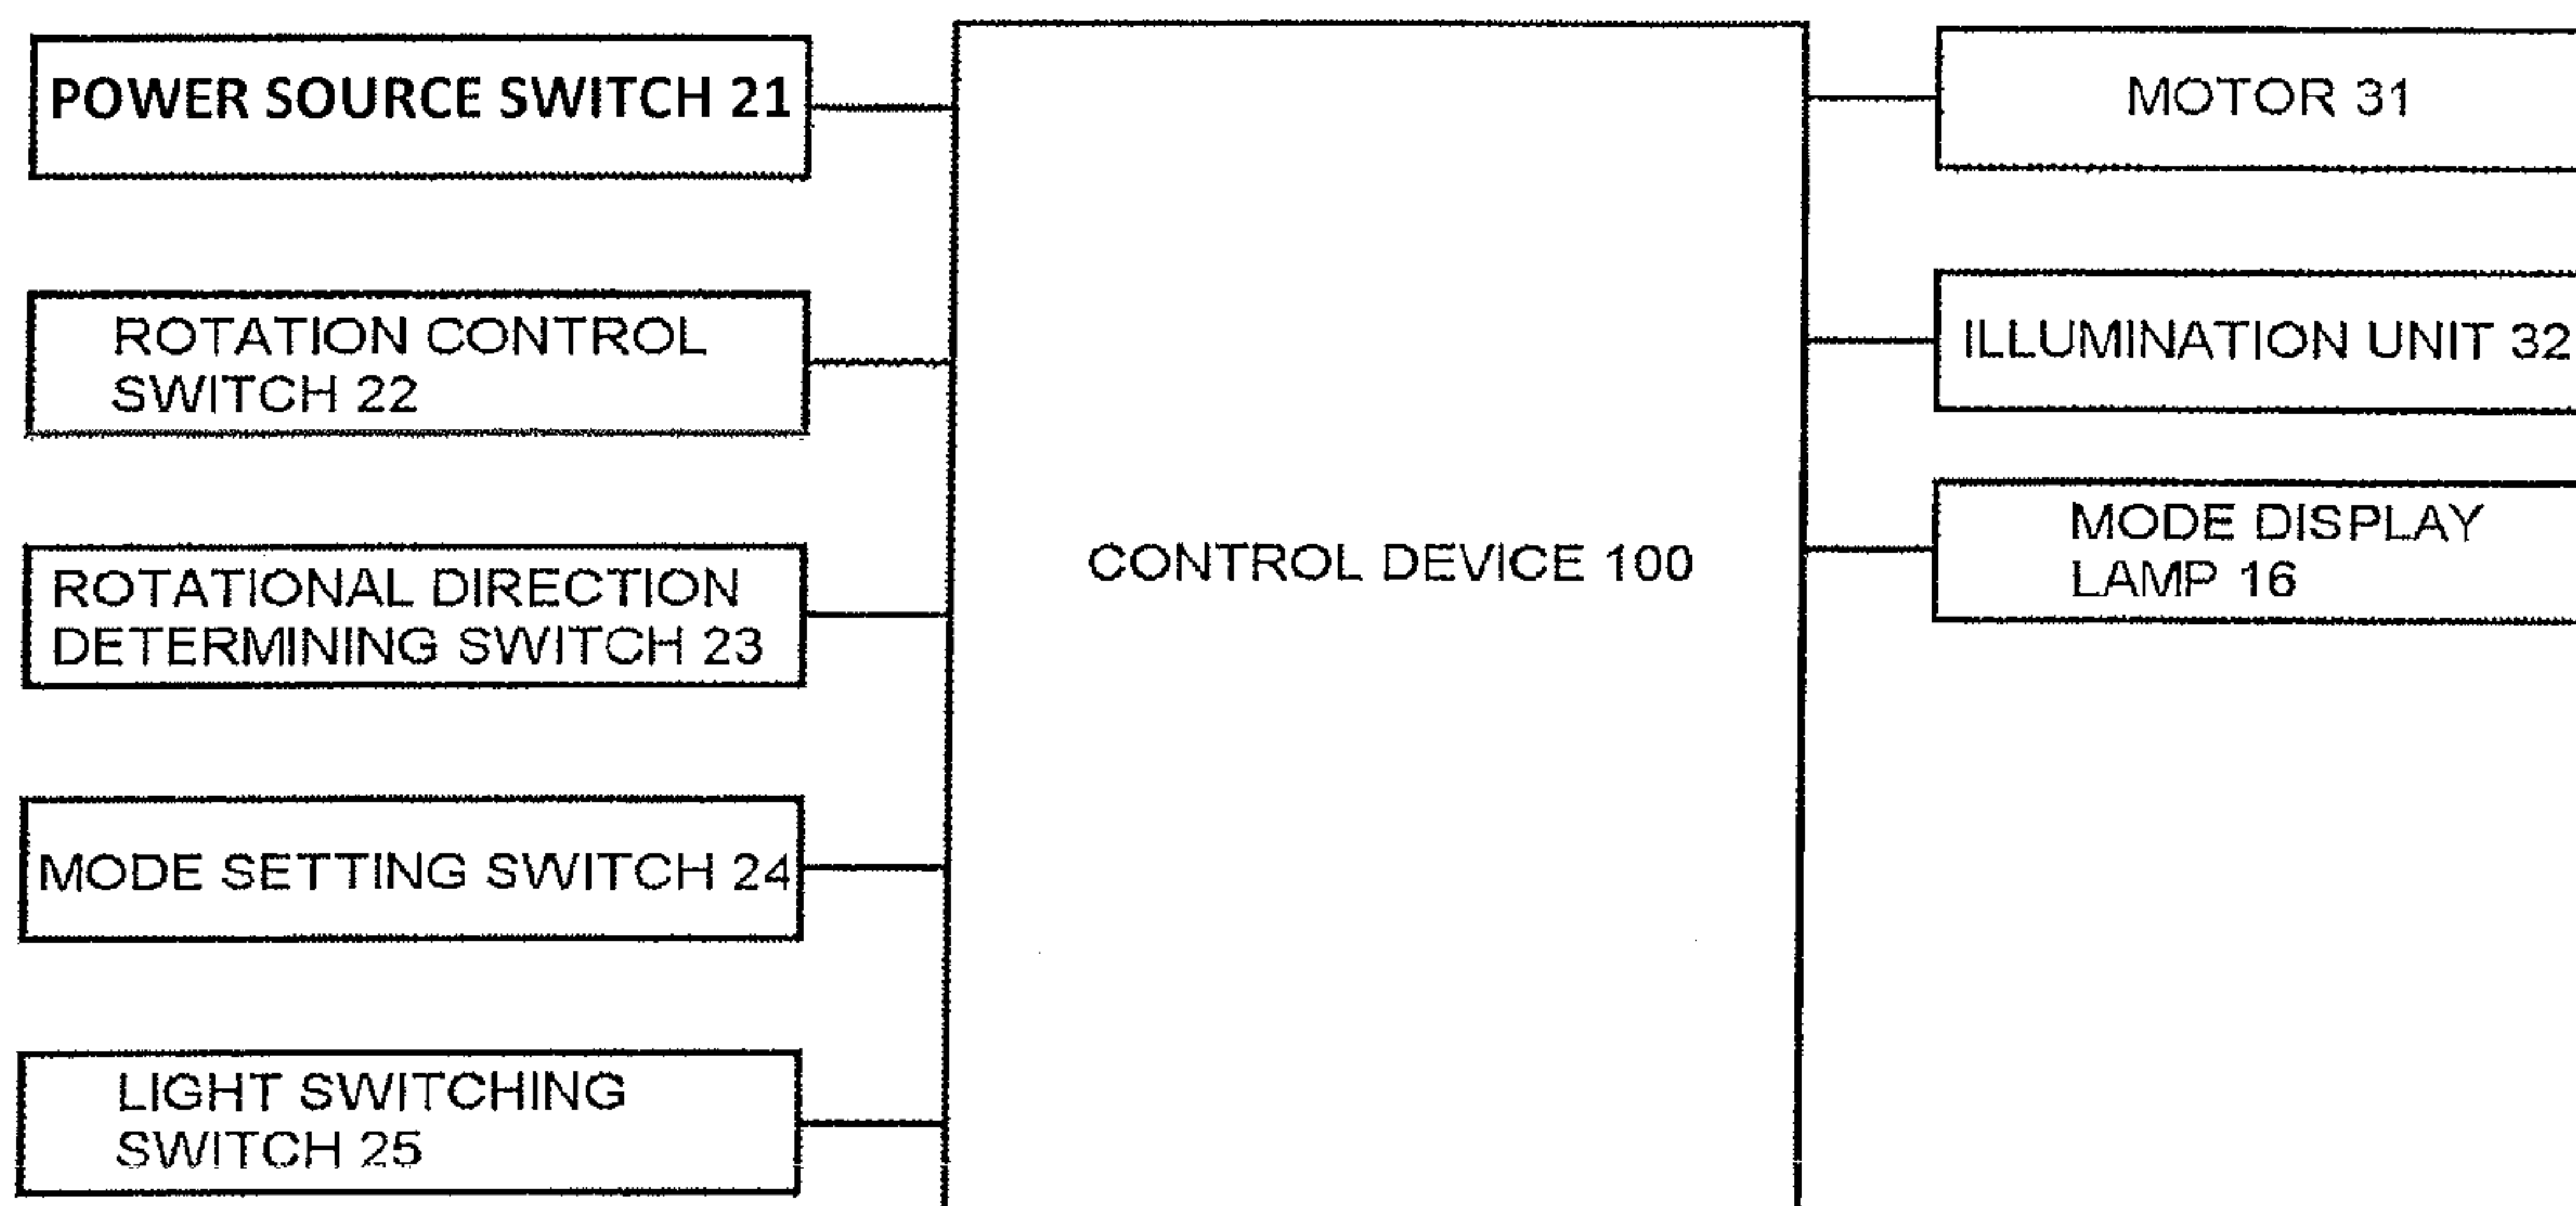 POWER SOURCE SWITCH 21
ROTATION CONTROL
SWITCH 22
ROTATIONAL DIRECTION
DETERMINING SWITCH 23
MODE SETTING SWITCH 24
LIGHT SWITCHING
SWITCH 25
CONTROL DEVICE 100
MOTOR 31
ILLUMINATION UNIT 32
MODE DISPLAY
LAMP 16